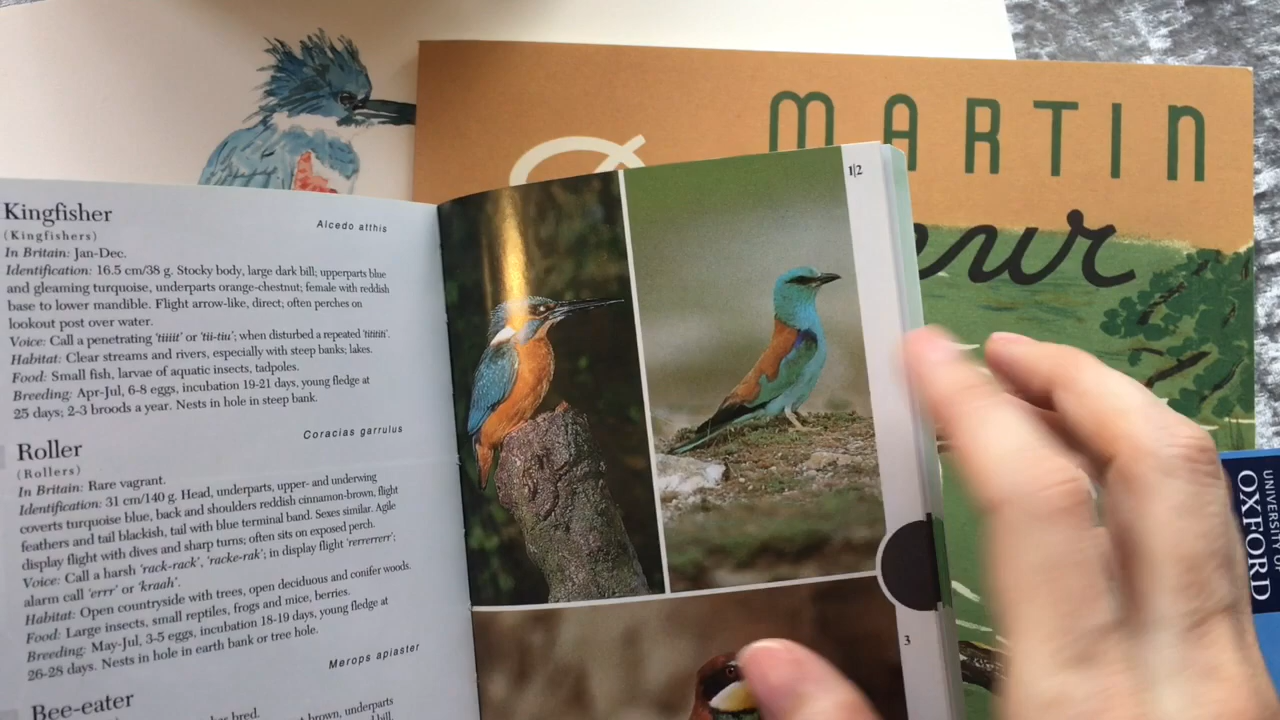 MARTIN
Kingfisher
Alcedo atthis
(Kingfishers)
In Britain: Jan-Dec.
Identification: 16.5 cm/38 g. Stocky body, large dark bill; upperparts blue
and gleaming turquoise, underparts orange-chestnut; female with reddish
base to lower mandible. Flight arrow-like, direct; often perches on
lookout post over water.
Voice: Call a penetrating 'tiiiit' or 'tii-tiu'; when disturbed a repeated 'tititit'.
Habitat: Clear streams and rivers, especially with steep banks; lakes.
Food: Small fish, larvae of aquatic insects, tadpoles.
Breeding: Apr-Jul, 6-8 eggs, incubation 19-21 days, young fledge at
25 days; 2-3 broods a year. Nests in hole in steep bank.
Roller
Coracias garrulus
(Rollers)
In Britain: Rare vagrant.
Identification: 31 cm/140 g. Head, underparts, upper- and underwing
coverts turquoise blue, back and shoulders reddish cinnamon-brown, flight
feathers and tail blackish, tail with blue terminal band. Sexes similar. Agile
display flight with dives and sharp turns; often sits on exposed perch.
Voice: Call a harsh 'rack-rack', 'racke-rak'; in display flight 'rerrerrerr';
alarm call 'errr' or 'kraah'.
Habitat: Open countryside with trees, open deciduous and conifer woods.
Food: Large insects, small reptiles, frogs and mice, berries.
Breeding: May-Jul, 3-5 eggs, incubation 18-19 days, young fledge at
26-28 days. Nests in hole in earth bank or tree hole.
Bee-eater
Merops apiaster
bred.
brown, underparts
bill,
1|2
3
UNIVERSITY OF
OXFORD